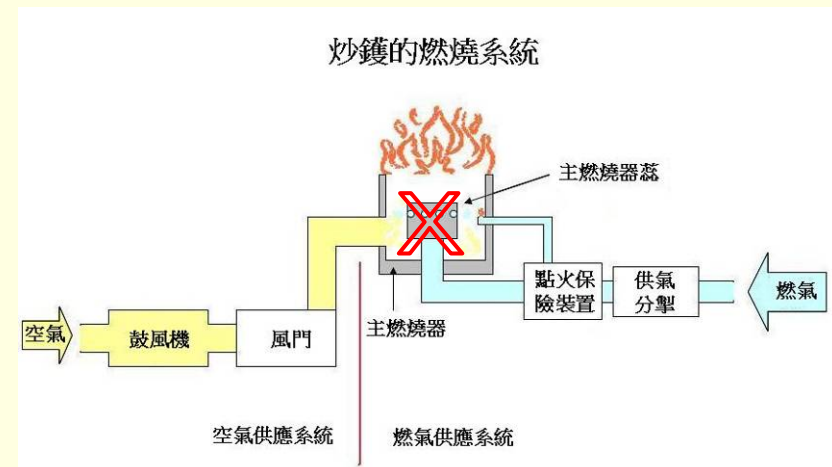 炒鑊的燃燒系統
主燃燒器蕊
點火保
險裝置
供氣
分掣
燃氣
空氣
鼓風機
風門
主燃燒器
空氣供應系統
燃氣供應系統